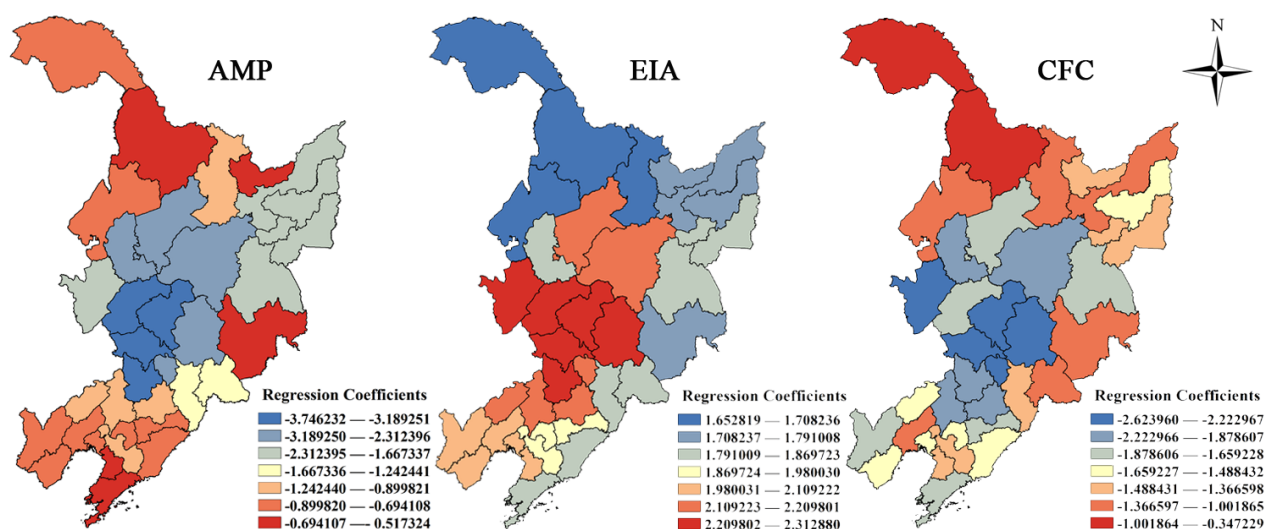 N
AMP
EIA
CFC
Regression Coefficients
-3.746232 — -3.189251
-3.189250 — -2.312396
-2.312395 — -1.667337
-1.667336 — -1.242441
-1.242440 — -0.899821
-0.899820 — -0.694108
-0.694107 — 0.517324
Regression Coefficients
1.652819 — 1.708236
1.708237 — 1.791008
1.791009 — 1.869723
1.869724 — 1.980030
1.980031 — 2.109222
2.109223 — 2.209801
2.209802 — 2.312880
Regression Coefficients
-2.623960 — -2.222967
-2.222966 — -1.878607
-1.878606 — -1.659228
-1.659227 — -1.488432
-1.488431 — -1.366598
-1.366597 — -1.001865
-1.001864 — -0.347229